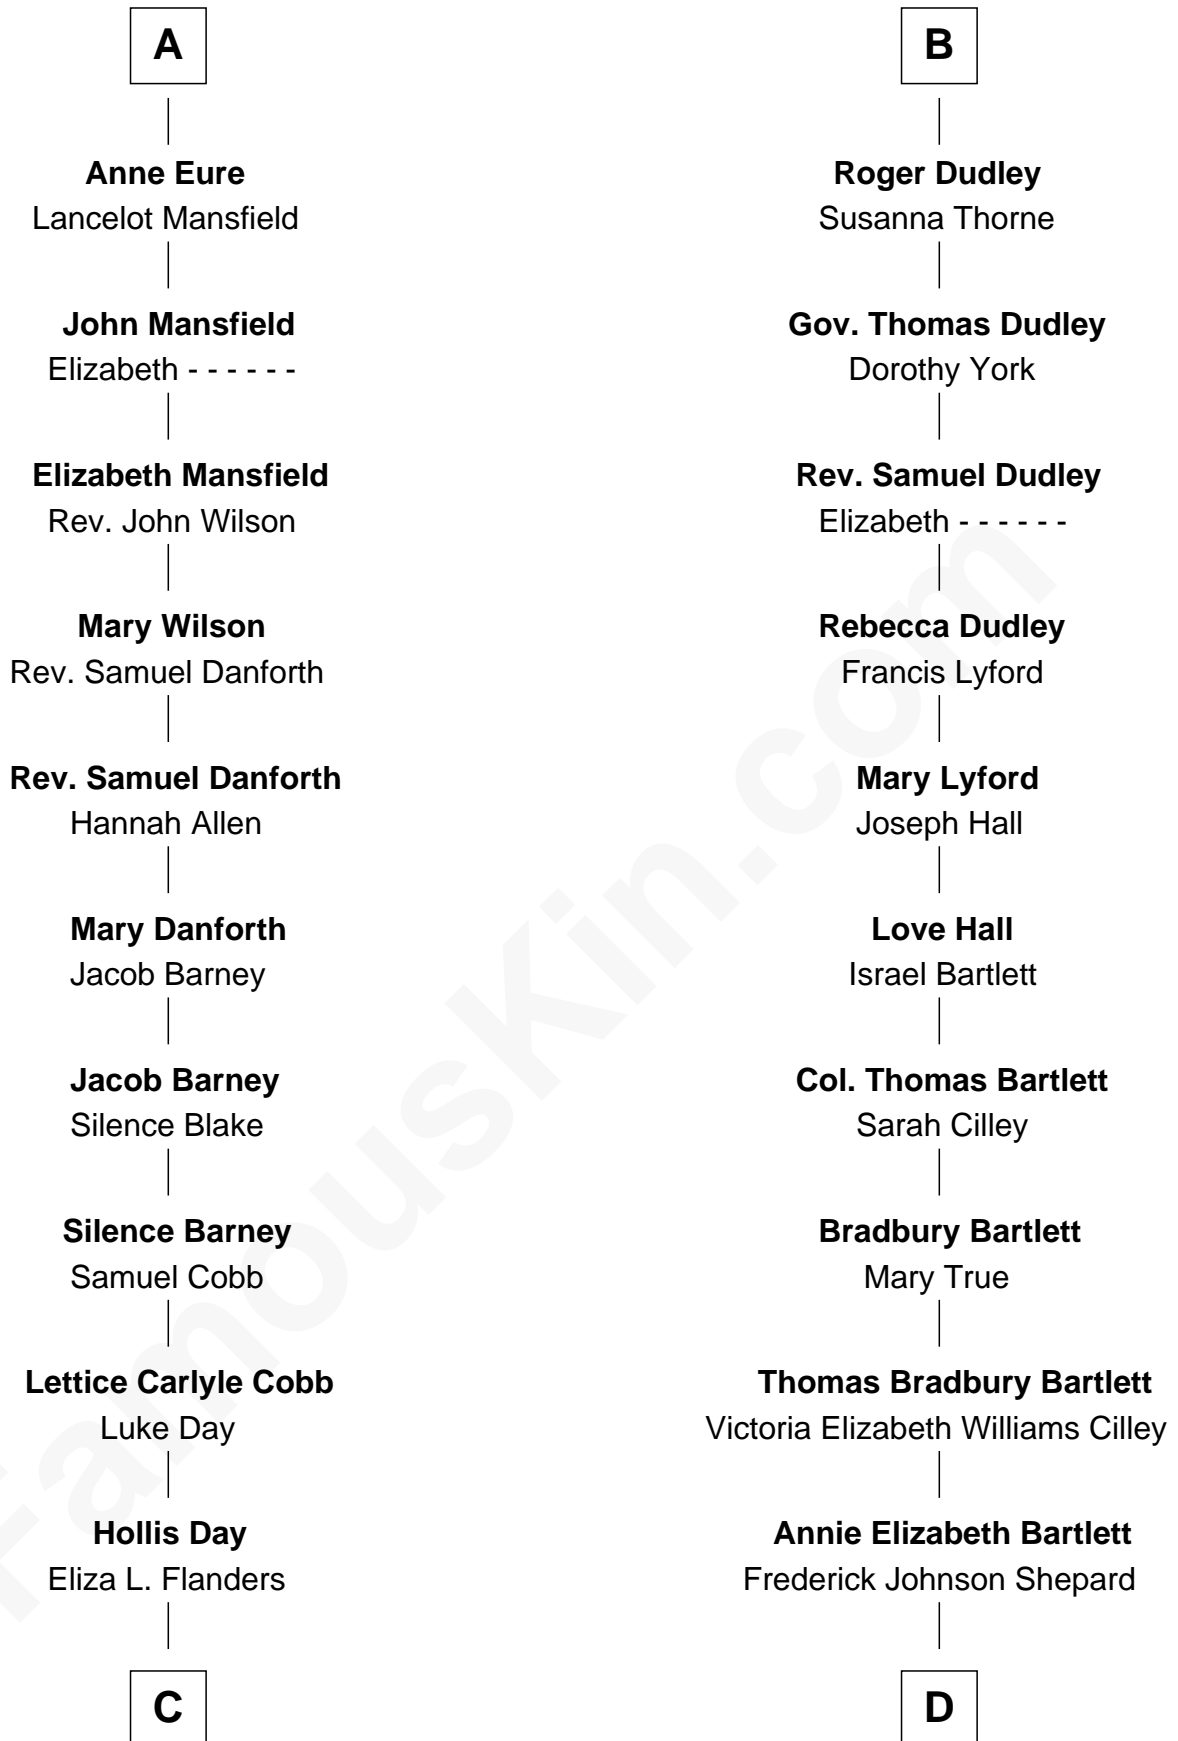 A
Anne Eure
Lancelot Mansfield
John Mansfield
Elizabeth - - - - - -
Elizabeth Mansfield
Rev. John Wilson
Mary Wilson
Rev. Samuel Danforth
Rev. Samuel Danforth
Hannah Allen
Mary Danforth
Jacob Barney
Jacob Barney
Silence Blake
Silence Barney
Samuel Cobb
Lettice Carlyle Cobb
Luke Day
Hollis Day
Eliza L. Flanders
C
B
Roger Dudley
Susanna Thorne
Gov. Thomas Dudley
Dorothy York
Rev. Samuel Dudley
Elizabeth - - - - - -
Rebecca Dudley
Francis Lyford
Mary Lyford
Joseph Hall
Love Hall
Israel Bartlett
Col. Thomas Bartlett
Sarah Cilley
Bradbury Bartlett
Mary True
Thomas Bradbury Bartlett
Victoria Elizabeth Williams Cilley
Annie Elizabeth Bartlett
Frederick Johnson Shepard
D
FamousKin.com